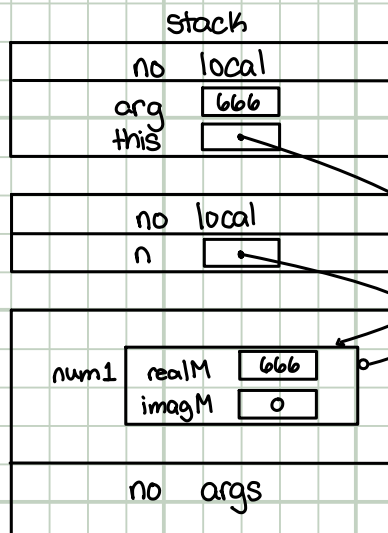 stack
no local
arg 666
this
no local
n
num1 realM 666
imagM 0
no args